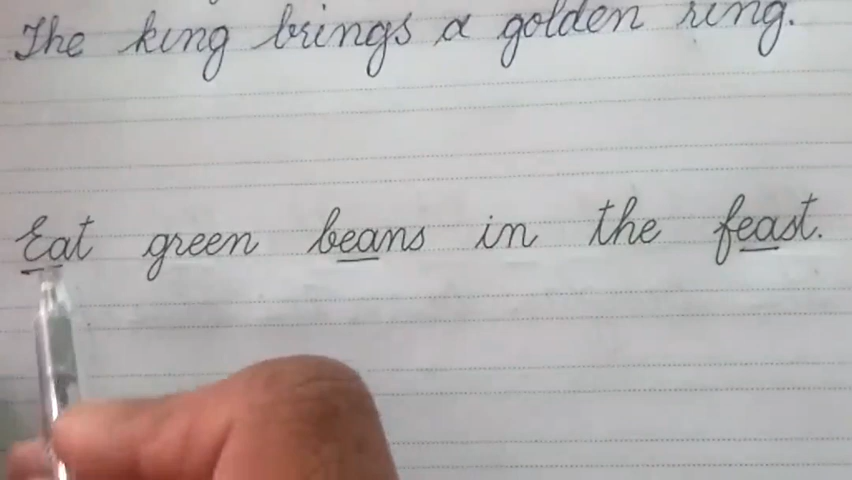 The king brings a golden ring.
Eat green beans in the feast.